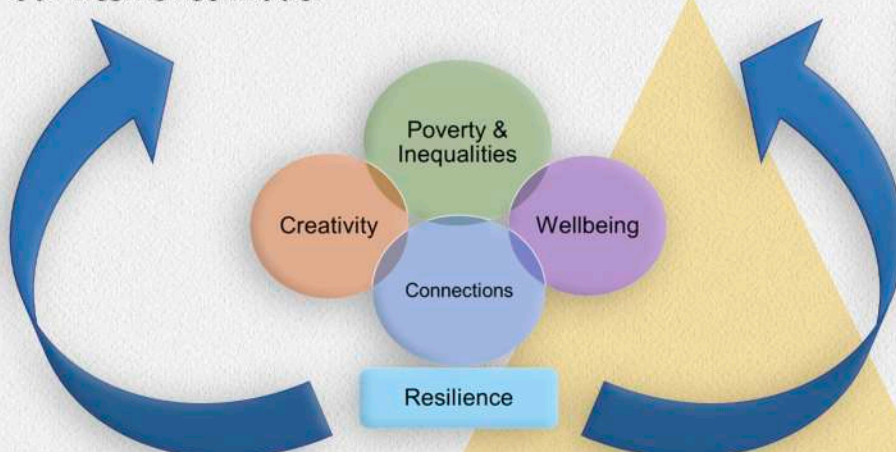 Poverty &
Inequalities
Creativity
Wellbeing
Connections
Resilience